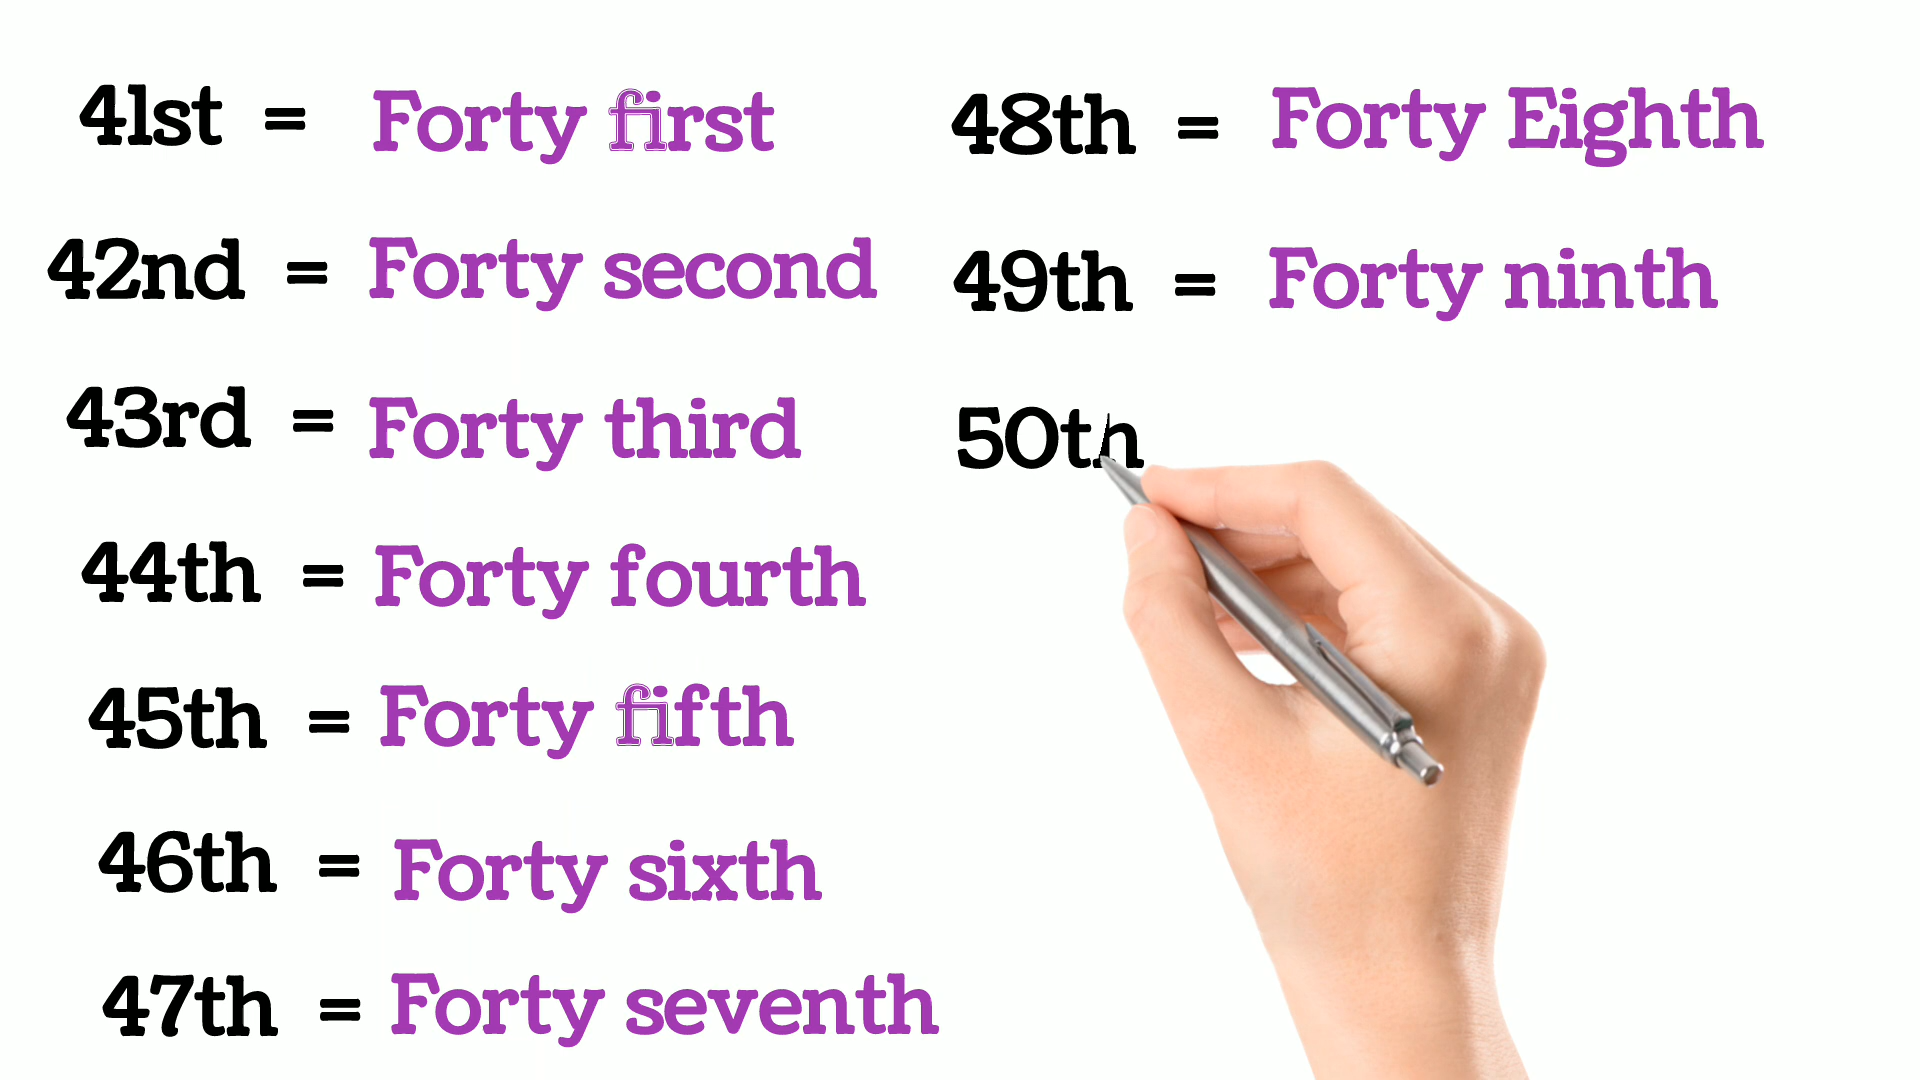 41st = Forty first
42nd = Forty second
43rd = Forty third
44th = Forty fourth
45th = Forty fifth
46th = Forty sixth
47th = Forty seventh
48th = Forty Eighth
49th = Forty ninth
50th